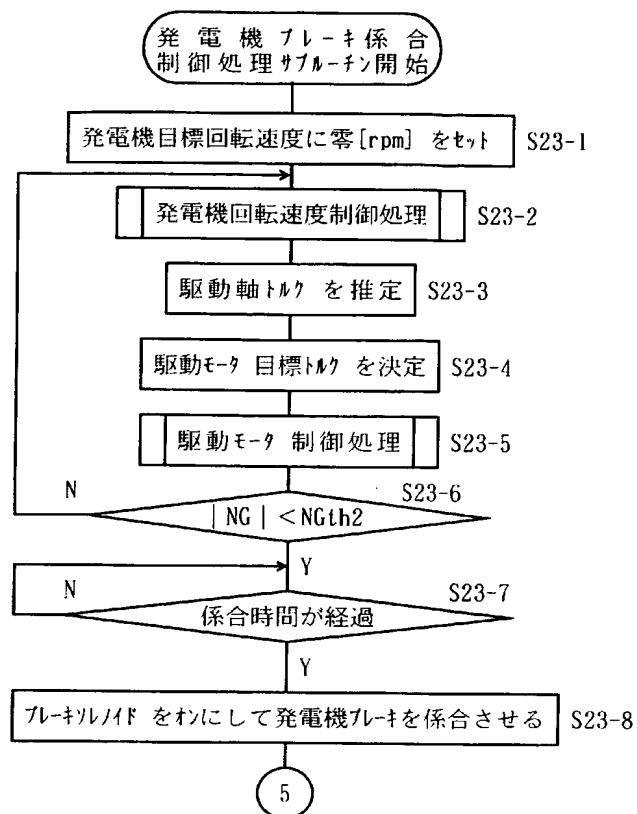 発電機ﾌﾞﾚｰｷ係合
制御処理ｻﾌﾞﾙｰﾁﾝ開始
発電機目標回転速度に零[rpm]をｾｯﾄ S23-1
発電機回転速度制御処理 S23-2
駆動軸ﾄﾙｸ を推定 S23-3
駆動ﾓｰﾀ 目標ﾄﾙｸ を決定 S23-4
駆動ﾓｰﾀ 制御処理 S23-5
N S23-6
|NG|<NGth2
Y
N S23-7
係合時間が経過
Y
ﾌﾞﾚｰｷｿﾚﾉｲﾄﾞ をｵﾝにして発電機ﾌﾞﾚｰｷを係合させる S23-8
5